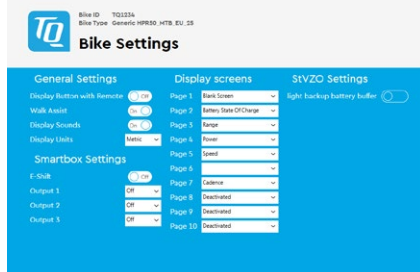 TQ
Bike ID TQ1234
Bike Type Generic HPR50_MTB_EU_25
Bike Settings
General Settings
Display Button with Remote Off
Walk Assist On
Display Sounds On
Display Units Metric
Smartbox Settings
E-Shift Off
Output 1 Off
Output 2 Off
Output 3 Off
Display screens
Page 1 Blank Screen
Page 2 Battery State Of Charge
Page 3 Range
Page 4 Power
Page 5 Speed
Page 6
Page 7 Cadence
Page 8 Deactivated
Page 9 Deactivated
Page 10 Deactivated
StVZO Settings
light backup battery buffer